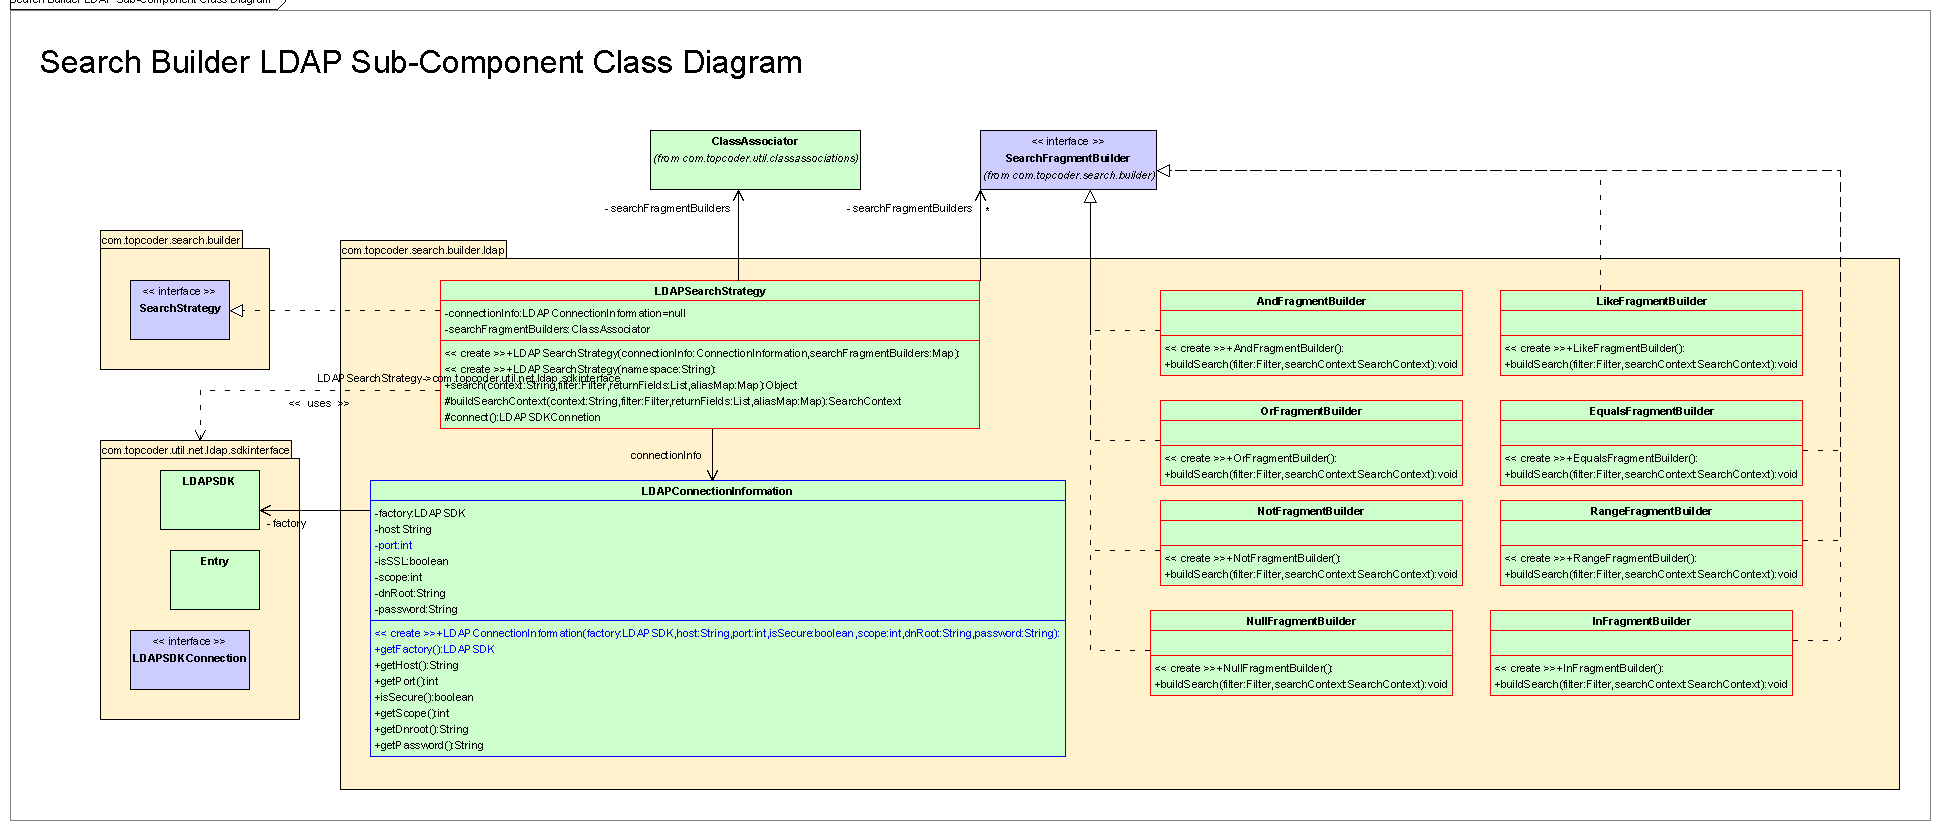 Search Builder LDAP Sub-Component Class Diagram
Search Builder LDAP Sub-Component Class Diagram
ClassAssociator
(from com.topcoder.util.classassociations)
<< interface >>
SearchFragmentBuilder
(from com.topcoder.search.builder)
- searchFragmentBuilders
- searchFragmentBuilders
*
com.topcoder.search.builder
<< interface >>
SearchStrategy
com.topcoder.search.builder.ldap
LDAPSearchStrategy
-connectionInfo:LDAPConnectionInformation=null
-searchFragmentBuilders:ClassAssociator
<< create >>+LDAPSearchStrategy(connectionInfo:ConnectionInformation,searchFragmentBuilders:Map):
<< create >>+LDAPSearchStrategy(namespace:String):
+search(context:String,filter:Filter,returnFields:List,aliasMap:Map):Object
#buildSearchContext(context:String,filter:Filter,returnFields:List,aliasMap:Map):SearchContext
#connect():LDAPSDKConnetion
LDAPSearchStrategy->com.topcoder.util.net.ldap.sdkinterface
<< uses >>
connectionInfo
com.topcoder.util.net.ldap.sdkinterface
LDAPSDK
- factory
Entry
<< interface >>
LDAPSDKConnection
LDAPConnectionInformation
-factory:LDAPSDK
-host:String
-port:int
-isSSL:boolean
-scope:int
-dnRoot:String
-password:String
<< create >>+LDAPConnectionInformation(factory:LDAPSDK,host:String,port:int,isSecure:boolean,scope:int,dnRoot:String,password:String):
+getFactory():LDAPSDK
+getHost():String
+getPort():int
+isSecure():boolean
+getScope():int
+getDnroot():String
+getPassword():String
AndFragmentBuilder
<< create >>+AndFragmentBuilder():
+buildSearch(filter:Filter,searchContext:SearchContext):void
LikeFragmentBuilder
<< create >>+LikeFragmentBuilder():
+buildSearch(filter:Filter,searchContext:SearchContext):void
OrFragmentBuilder
<< create >>+OrFragmentBuilder():
+buildSearch(filter:Filter,searchContext:SearchContext):void
EqualsFragmentBuilder
<< create >>+EqualsFragmentBuilder():
+buildSearch(filter:Filter,searchContext:SearchContext):void
NotFragmentBuilder
<< create >>+NotFragmentBuilder():
+buildSearch(filter:Filter,searchContext:SearchContext):void
RangeFragmentBuilder
<< create >>+RangeFragmentBuilder():
+buildSearch(filter:Filter,searchContext:SearchContext):void
NullFragmentBuilder
<< create >>+NullFragmentBuilder():
+buildSearch(filter:Filter,searchContext:SearchContext):void
InFragmentBuilder
<< create >>+InFragmentBuilder():
+buildSearch(filter:Filter,searchContext:SearchContext):void